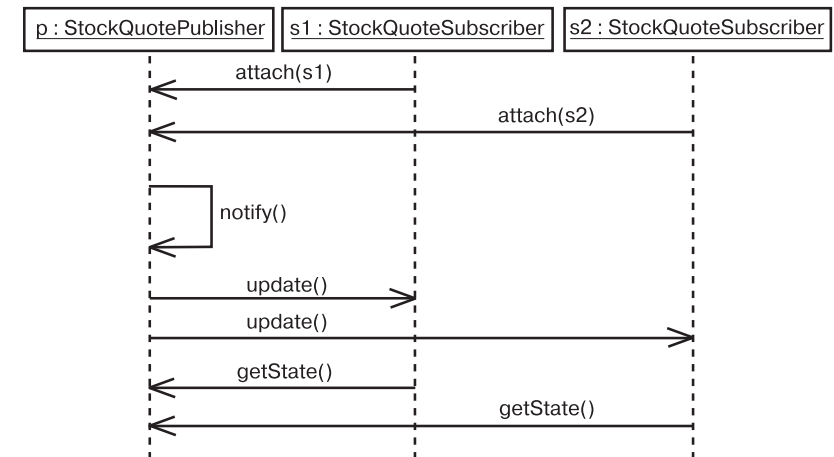 p : StockQuotePublisher
s1 : StockQuoteSubscriber
s2 : StockQuoteSubscriber
attach(s1)
attach(s2)
notify()
update()
update()
getState()
getState()